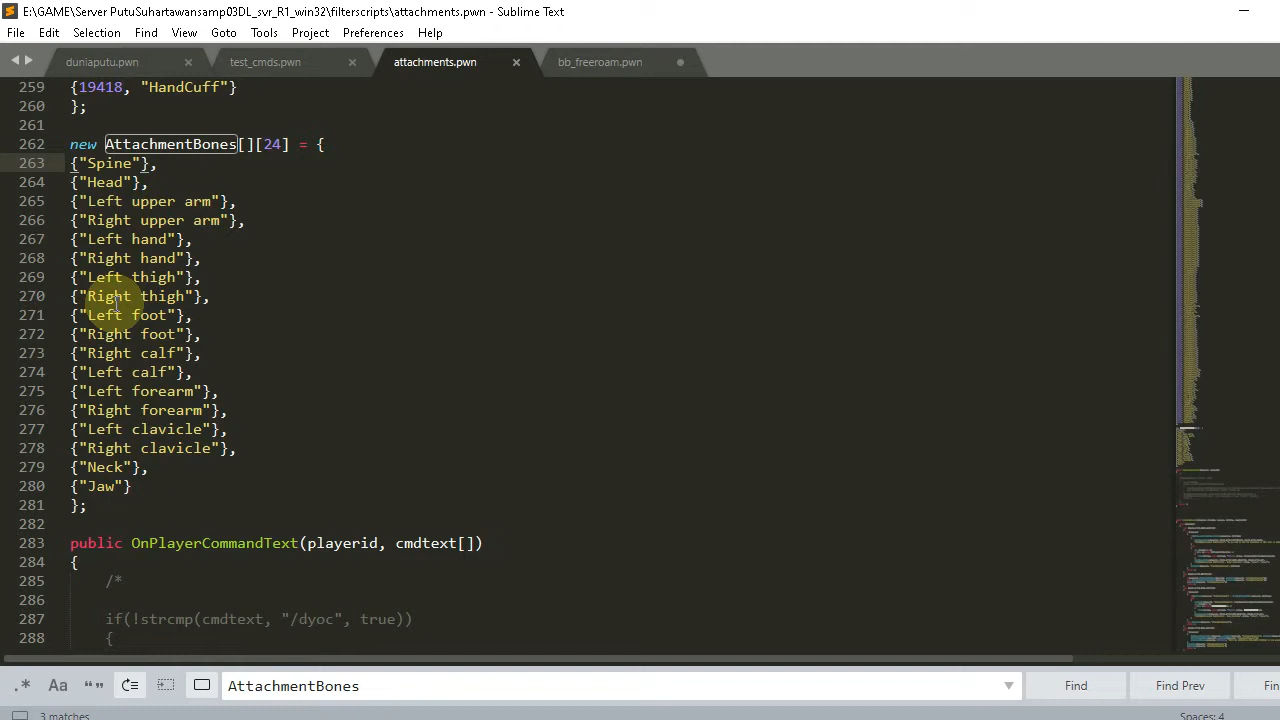 E:\GAME\Server PutuSuhartawansamp03DL_svr_R1_win32\filterscripts\attachments.pwn - Sublime Text
File Edit Selection Find View Goto Tools Project Preferences Help
duniaputu.pwn test_cmds.pwn attachments.pwn bb_freeroam.pwn
259 {19418, "HandCuff"}
260 };
261
262 new AttachmentBones[][24] = {
263 {"Spine"},
264 {"Head"},
265 {"Left upper arm"},
266 {"Right upper arm"},
267 {"Left hand"},
268 {"Right hand"},
269 {"Left thigh"},
270 {"Right thigh"},
271 {"Left foot"},
272 {"Right foot"},
273 {"Right calf"},
274 {"Left calf"},
275 {"Left forearm"},
276 {"Right forearm"},
277 {"Left clavicle"},
278 {"Right clavicle"},
279 {"Neck"},
280 {"Jaw"}
281 };
282
283 public OnPlayerCommandText(playerid, cmdtext[])
284 {
285 /*
286
287 if(!strcmp(cmdtext, "/dyoc", true))
288 {
.* Aa “” AttachmentBones Find Find Prev Fin
3 matches Spaces: 4